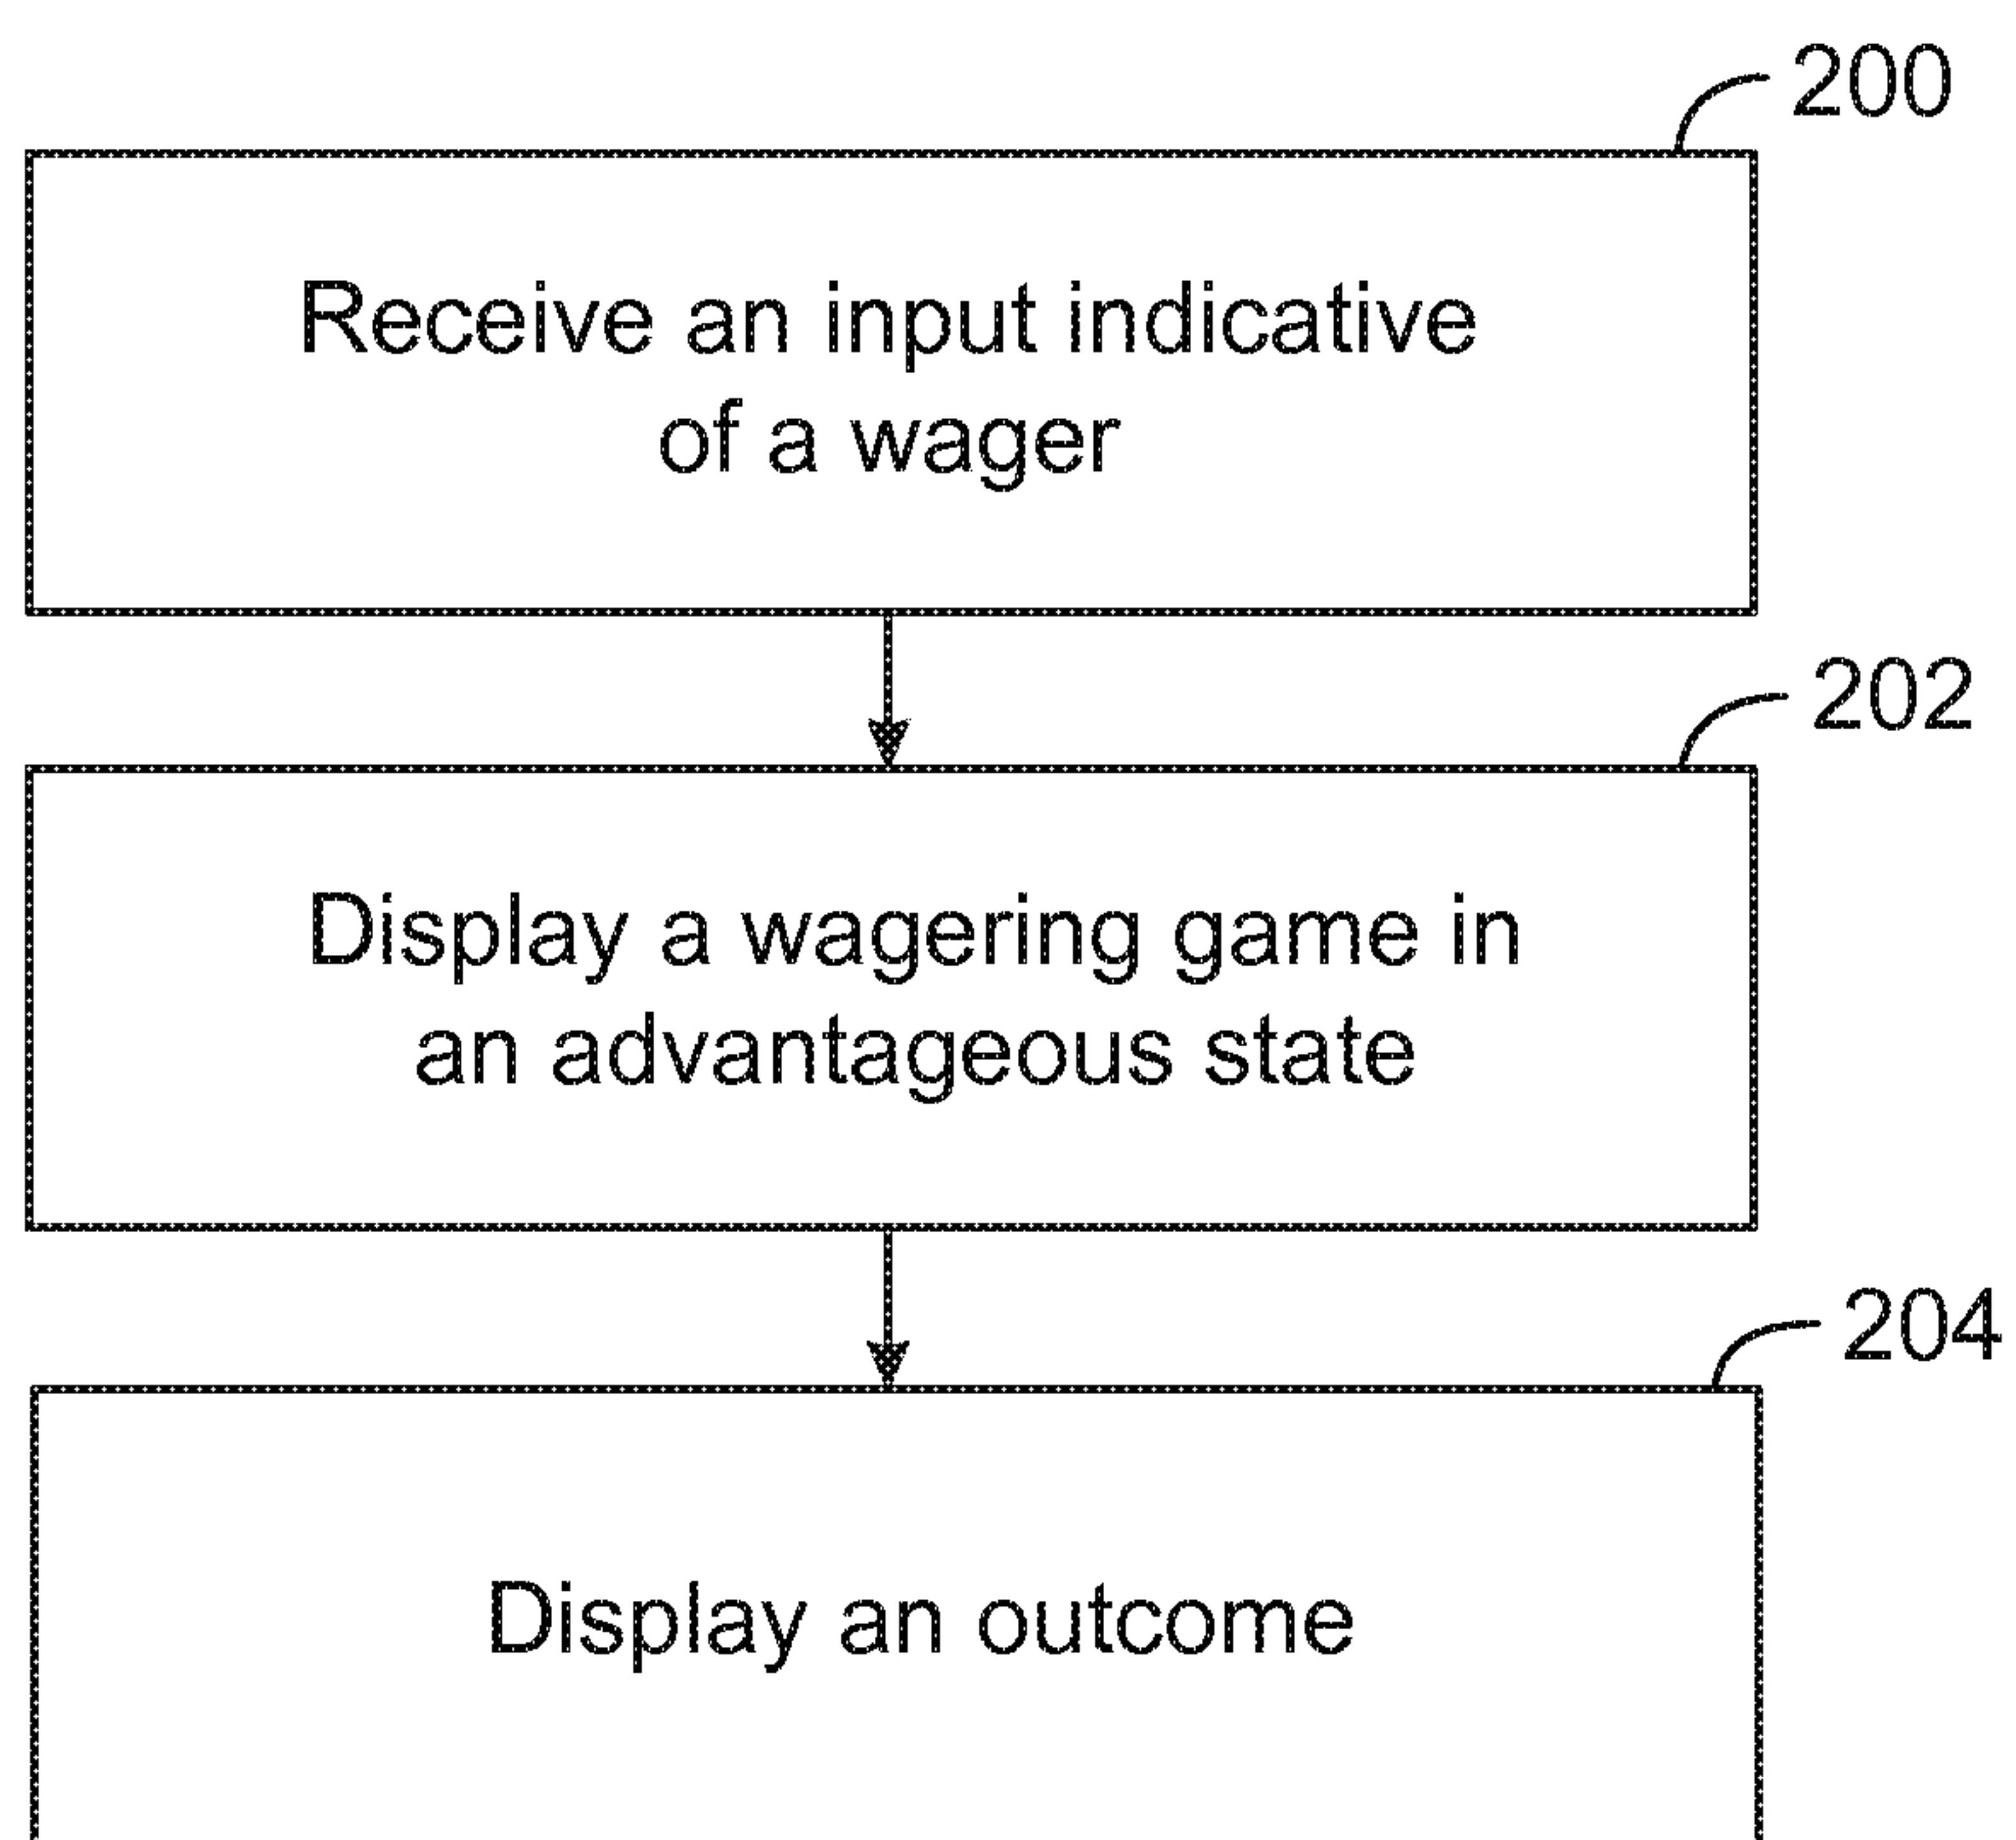 200
Receive an input indicative
of a wager
202
Display a wagering game in
an advantageous state
204
Display an outcome